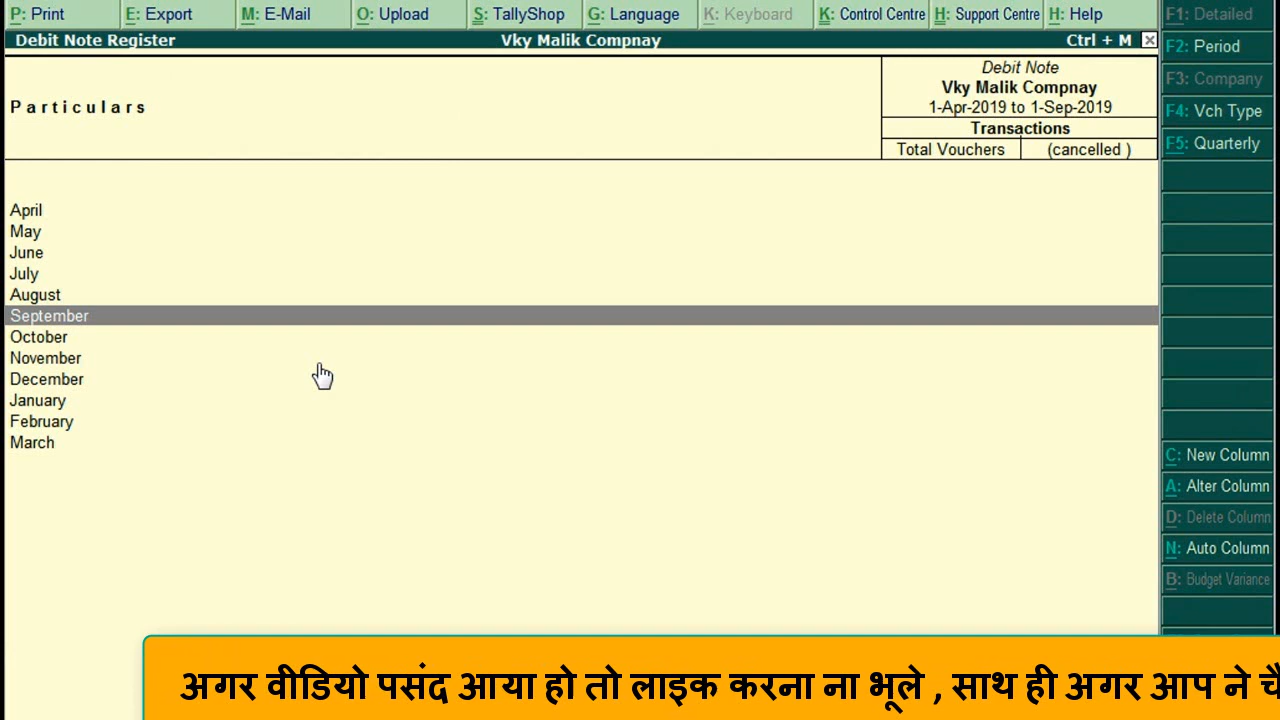 P: Print E: Export M: E-Mail O: Upload S: TallyShop G: Language K: Keyboard K: Control Centre H: Support Centre H: Help
Debit Note Register Vky Malik Compnay Ctrl + M
Particulars
Debit Note
Vky Malik Compnay
1-Apr-2019 to 1-Sep-2019
Transactions
Total Vouchers (cancelled )
April
May
June
July
August
September
October
November
December
January
February
March
F1: Detailed
F2: Period
F3: Company
F4: Vch Type
F5: Quarterly
C: New Column
A: Alter Column
D: Delete Column
N: Auto Column
B: Budget Variance
अगर वीडियो पसंद आया हो तो लाइक करना ना भूले , साथ ही अगर आप ने